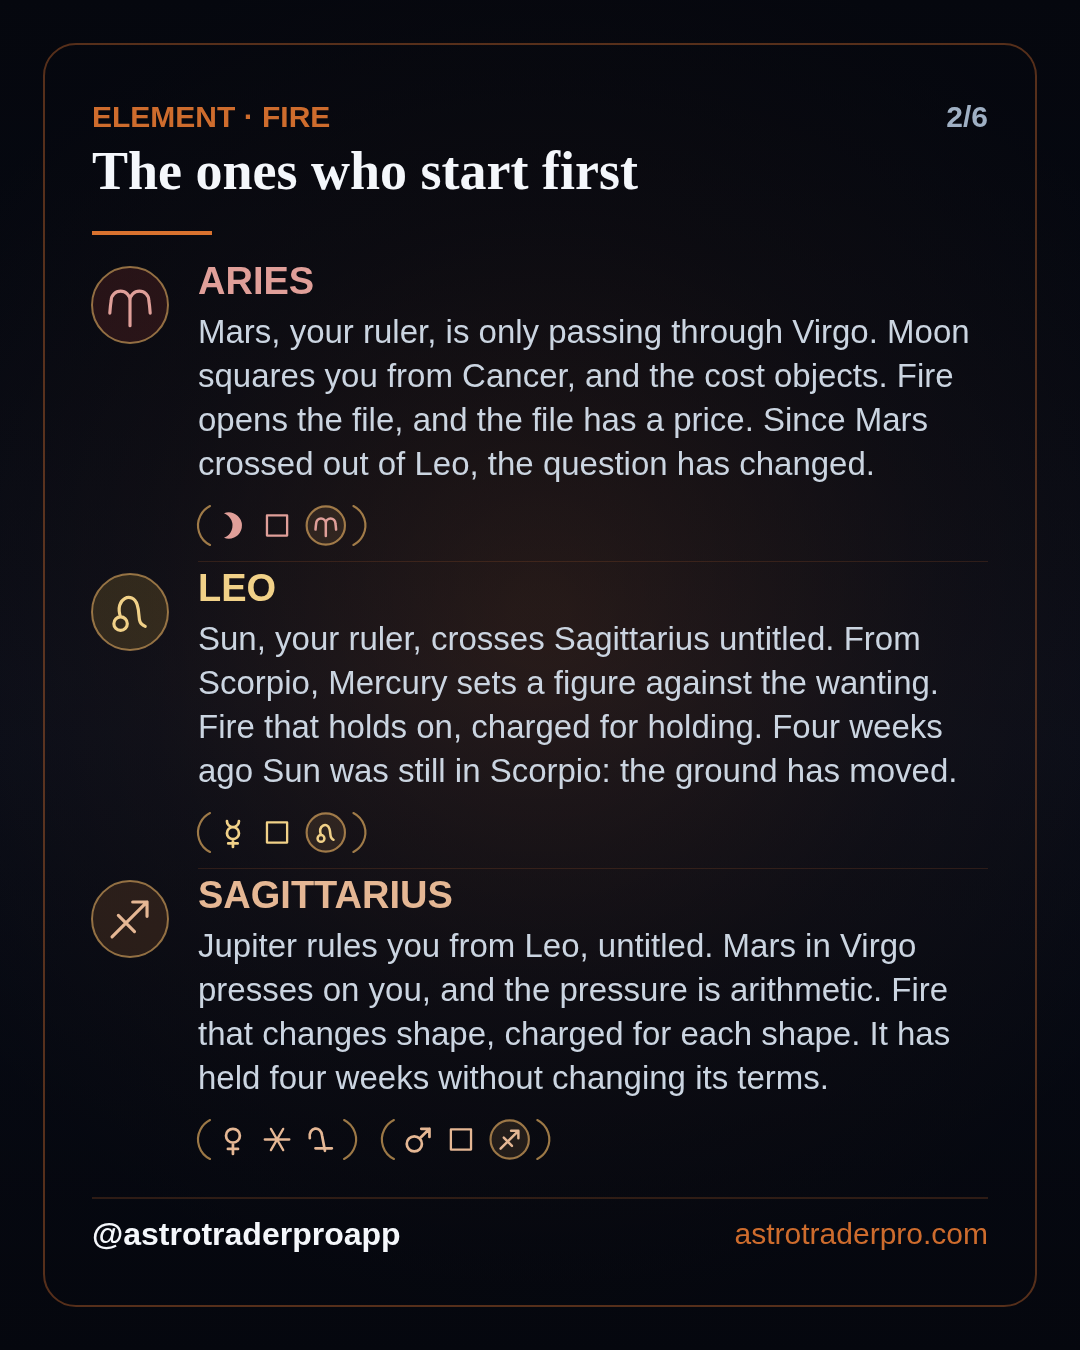 ELEMENT · FIRE
2/6
The ones who start first
ARIES
Mars, your ruler, is only passing through Virgo. Moon
squares you from Cancer, and the cost objects. Fire
opens the file, and the file has a price. Since Mars
crossed out of Leo, the question has changed.
LEO
Sun, your ruler, crosses Sagittarius untitled. From
Scorpio, Mercury sets a figure against the wanting.
Fire that holds on, charged for holding. Four weeks
ago Sun was still in Scorpio: the ground has moved.
SAGITTARIUS
Jupiter rules you from Leo, untitled. Mars in Virgo
presses on you, and the pressure is arithmetic. Fire
that changes shape, charged for each shape. It has
held four weeks without changing its terms.
@astrotraderproapp
astrotraderpro.com